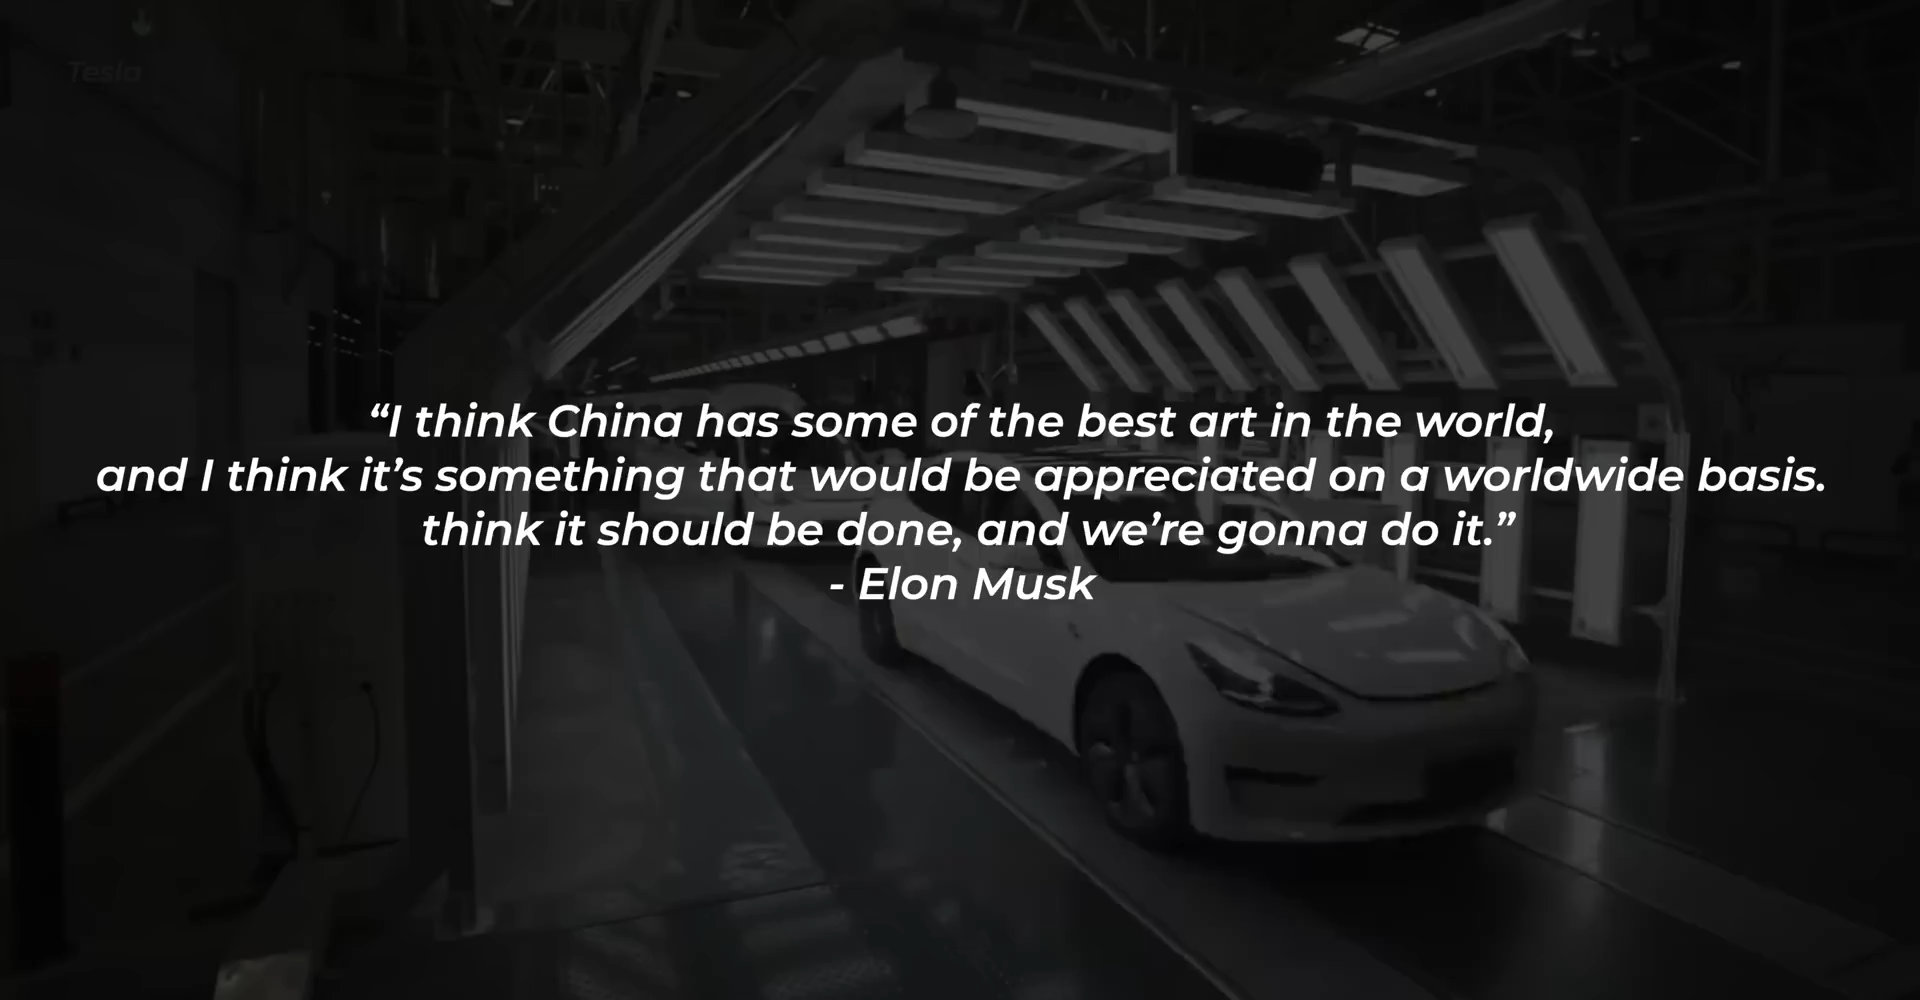 Tesla
“I think China has some of the best art in the world,
and I think it’s something that would be appreciated on a worldwide basis.
think it should be done, and we’re gonna do it.”
- Elon Musk